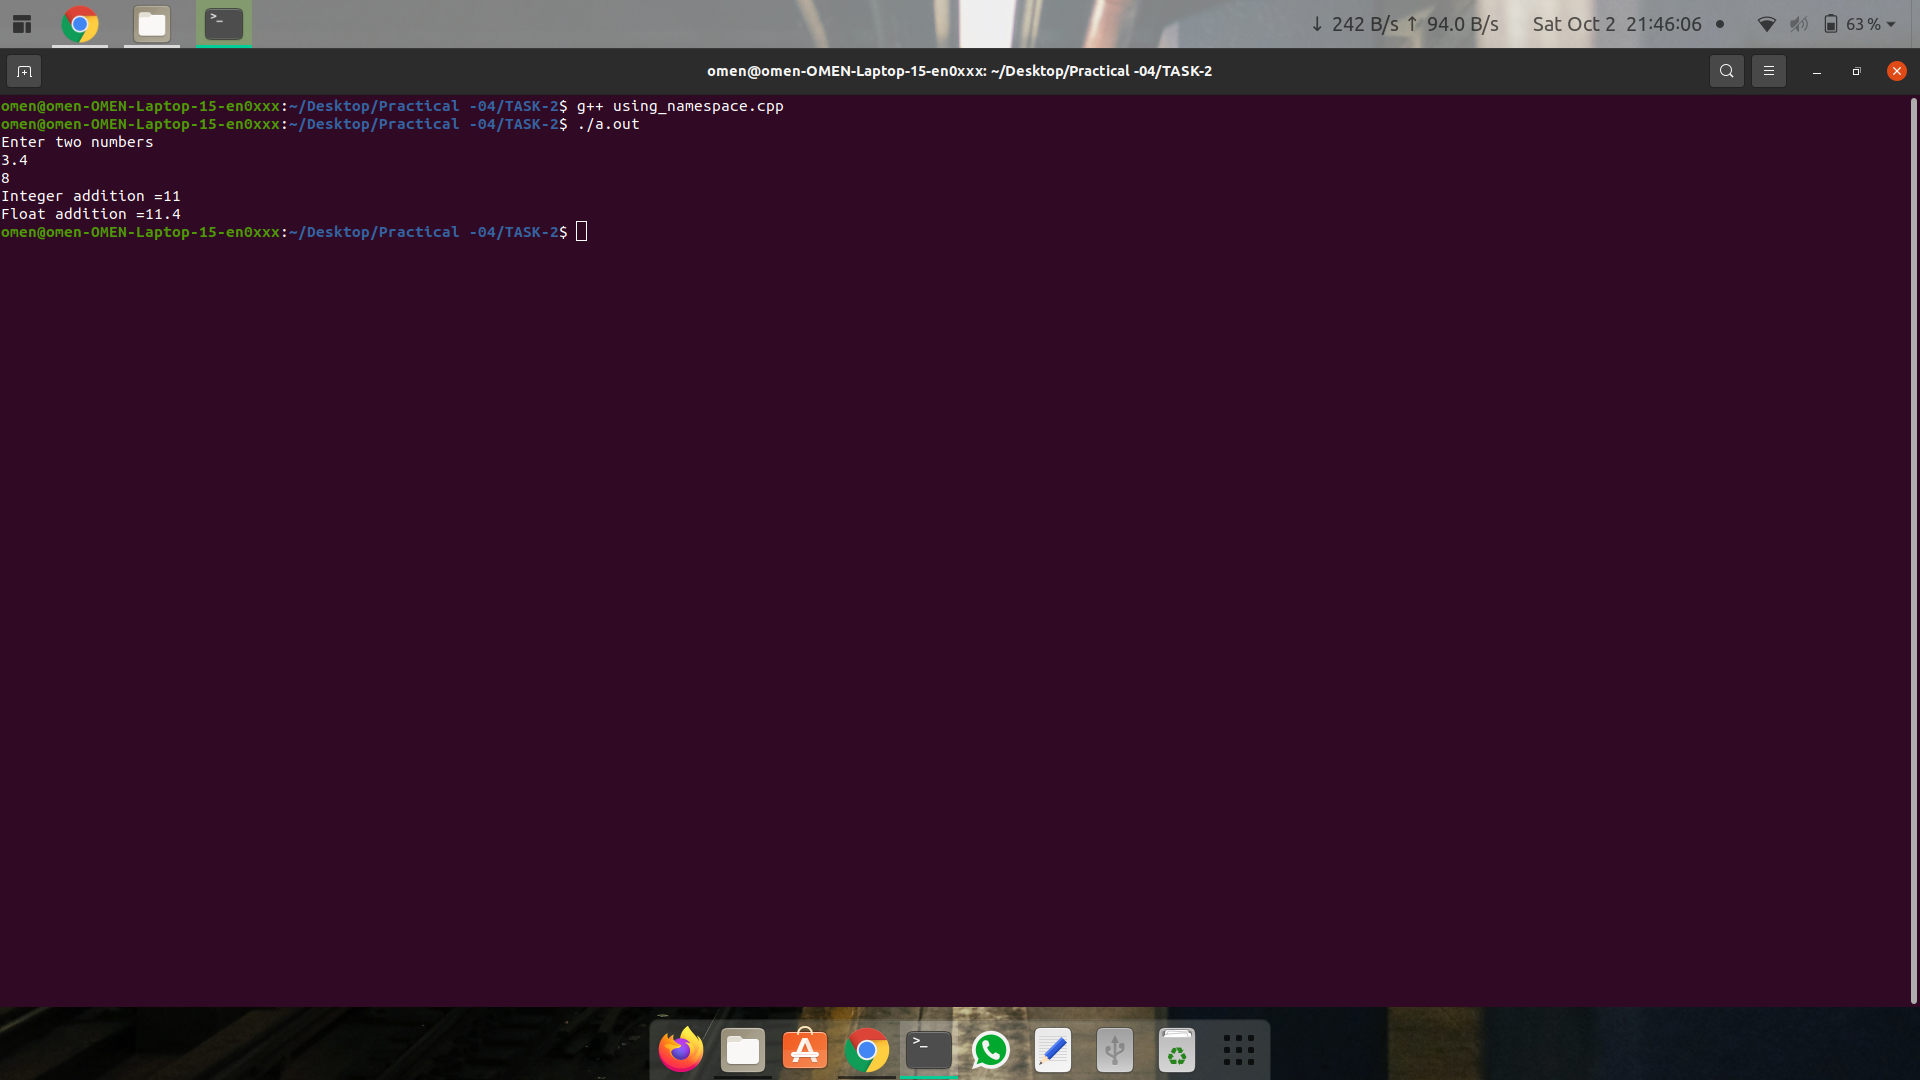 ↓ 242 B/s ↑ 94.0 B/s Sat Oct 2 21:46:06 63 %
omen@omen-OMEN-Laptop-15-en0xxx: ~/Desktop/Practical -04/TASK-2
omen@omen-OMEN-Laptop-15-en0xxx:~/Desktop/Practical -04/TASK-2$ g++ using_namespace.cpp
omen@omen-OMEN-Laptop-15-en0xxx:~/Desktop/Practical -04/TASK-2$ ./a.out
Enter two numbers
3.4
8
Integer addition =11
Float addition =11.4
omen@omen-OMEN-Laptop-15-en0xxx:~/Desktop/Practical -04/TASK-2$